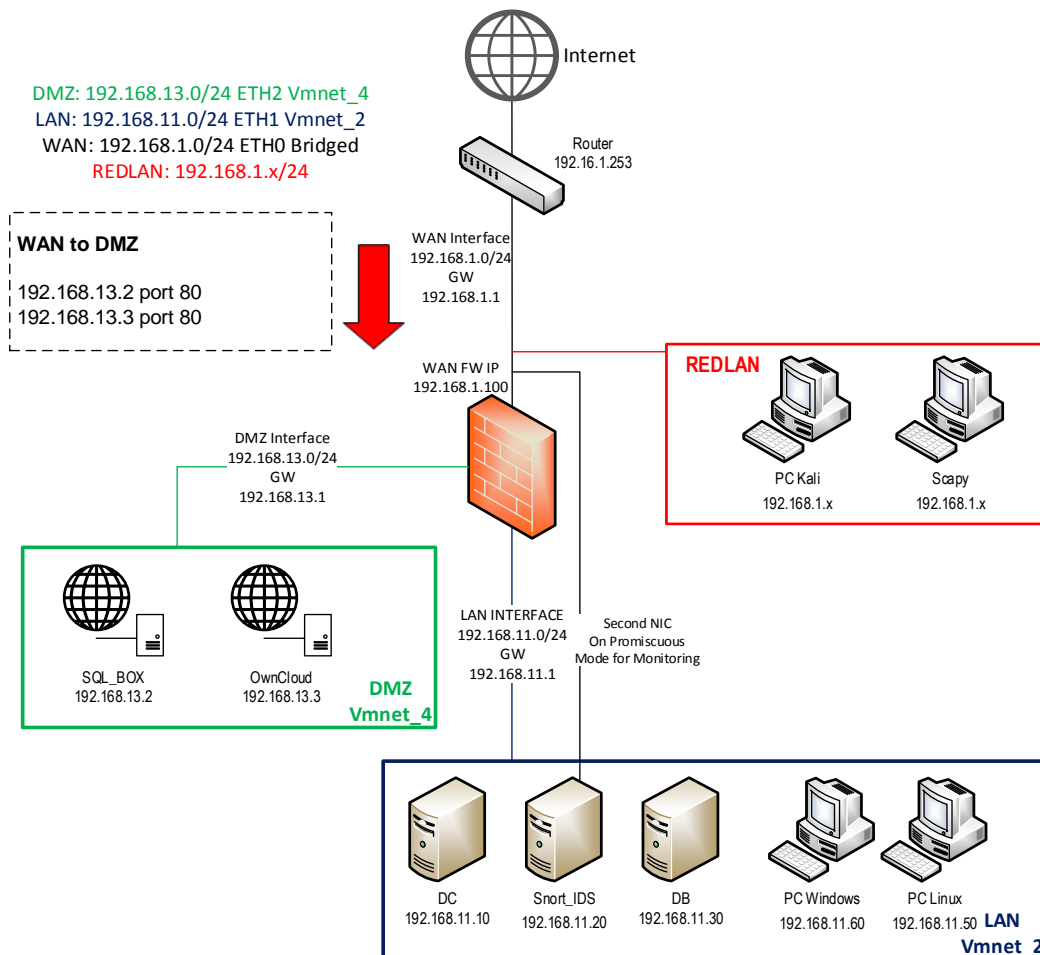 Internet
DMZ: 192.168.13.0/24 ETH2 Vmnet_4
LAN: 192.168.11.0/24 ETH1 Vmnet_2
WAN: 192.168.1.0/24 ETH0 Bridged
REDLAN: 192.168.1.x/24
Router
192.16.1.253
WAN to DMZ
192.168.13.2 port 80
192.168.13.3 port 80
WAN Interface
192.168.1.0/24
GW
192.168.1.1
WAN FW IP
192.168.1.100
REDLAN
PC Kali
192.168.1.x
Scapy
192.168.1.x
DMZ Interface
192.168.13.0/24
GW
192.168.13.1
SQL_BOX
192.168.13.2
OwnCloud
192.168.13.3
DMZ
Vmnet_4
LAN INTERFACE
192.168.11.0/24
GW
192.168.11.1
Second NIC
On Promiscuous
Mode for Monitoring
DC
192.168.11.10
Snort_IDS
192.168.11.20
DB
192.168.11.30
PC Windows
192.168.11.60
PC Linux
192.168.11.50
LAN
Vmnet_2